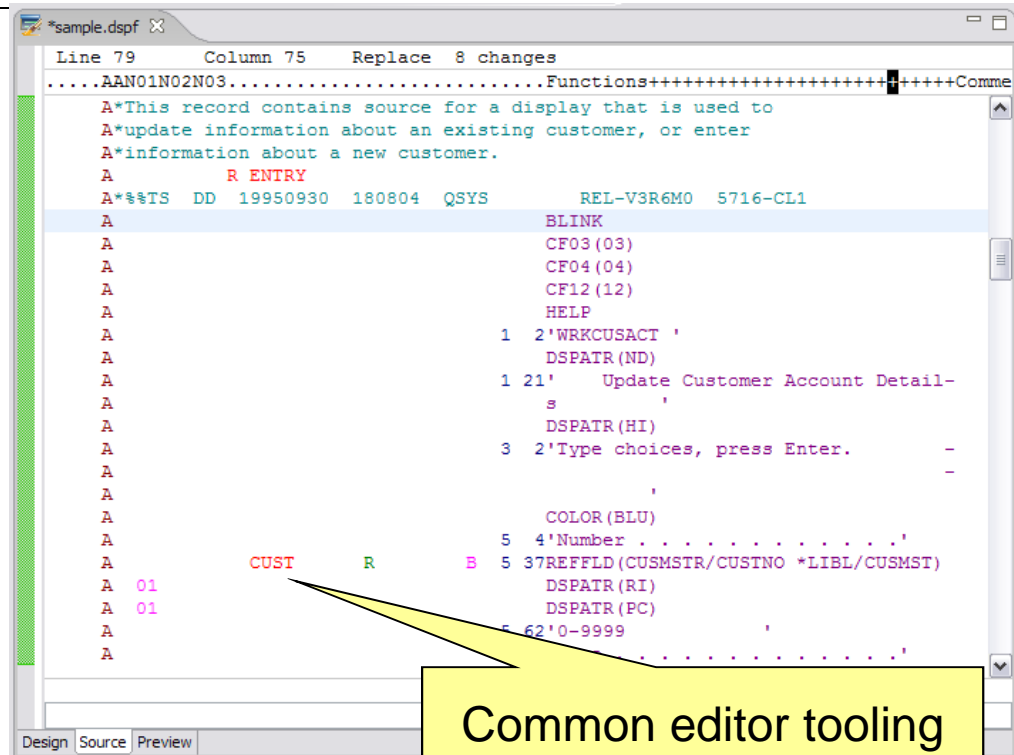 *sample.dspf
Line 79 Column 75 Replace 8 changes
.....AAN01N02N03............................Functions++++++++++++++++++++++++++++Comme
A*This record contains source for a display that is used to
A*update information about an existing customer, or enter
A*information about a new customer.
A R ENTRY
A*%%TS DD 19950930 180804 QSYS REL-V3R6M0 5716-CL1
A BLINK
A CF03(03)
A CF04(04)
A CF12(12)
A HELP
A 1 2'WRKCUSACT '
A DSPATR(ND)
A 1 21' Update Customer Account Detail-
A s '
A DSPATR(HI)
A 3 2'Type choices, press Enter. -
A -
A '
A COLOR(BLU)
A 5 4'Number . . . . . . . . . . . .'
A CUST R B 5 37REFFLD(CUSMSTR/CUSTNO *LIBL/CUSMST)
A 01 DSPATR(RI)
A 01 DSPATR(PC)
A 5 62'0-9999 '
A . . . . . . . . . . . . .'
Common editor tooling
Design Source Preview